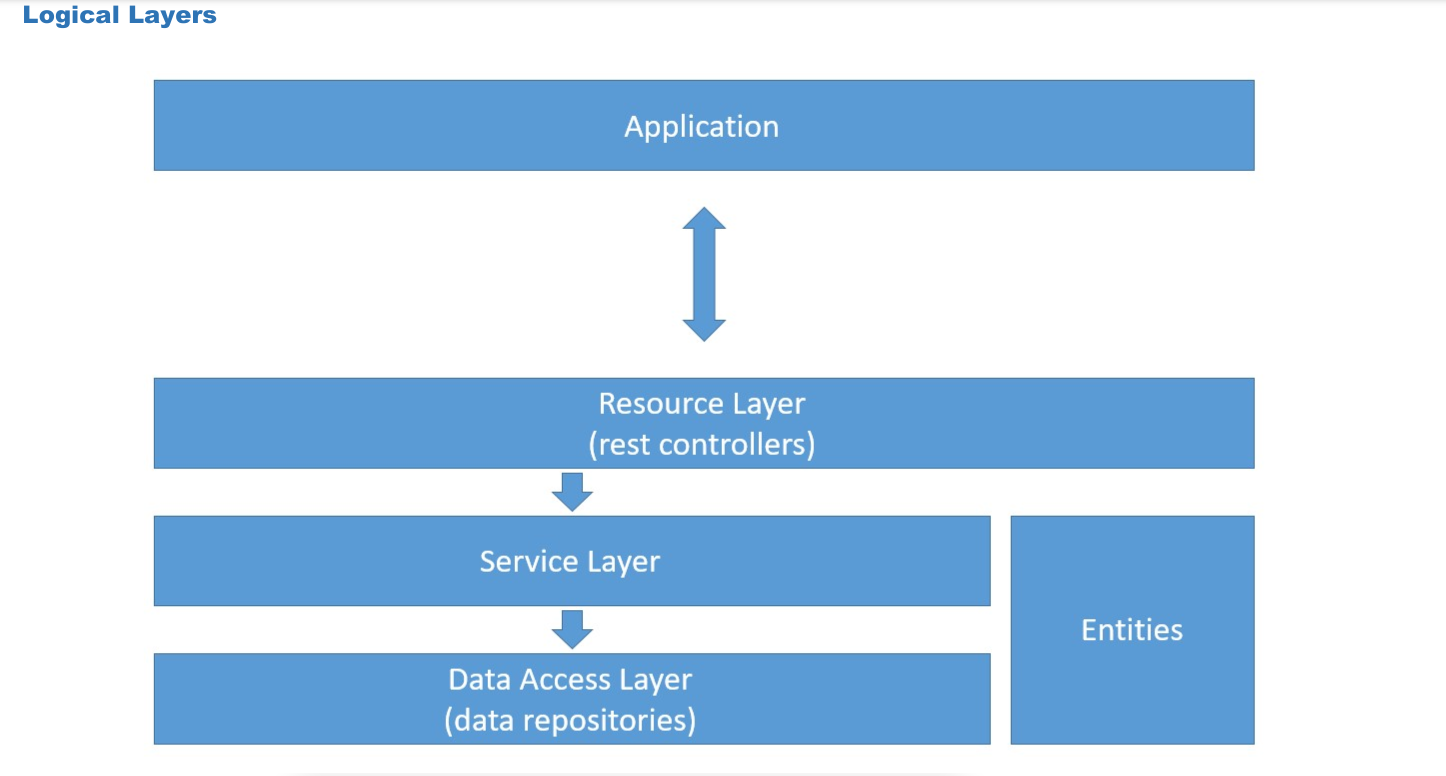 Logical Layers
Application
Resource Layer
(rest controllers)
Service Layer
Entities
Data Access Layer
(data repositories)